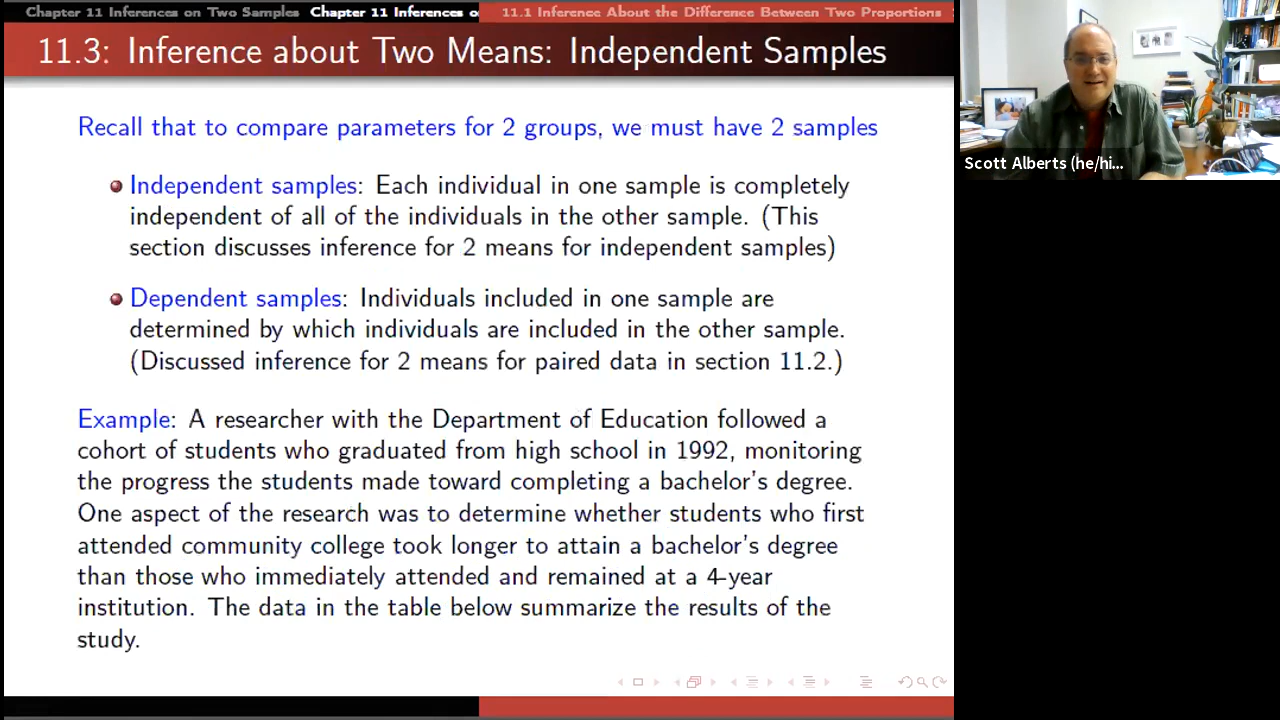 Chapter 11 Inferences on Two Samples Chapter 11 Inferences o 11.1 Inference About the Difference Between Two Proportions
11.3: Inference about Two Means: Independent Samples
Recall that to compare parameters for 2 groups, we must have 2 samples
Independent samples: Each individual in one sample is completely
independent of all of the individuals in the other sample. (This
section discusses inference for 2 means for independent samples)
Dependent samples: Individuals included in one sample are
determined by which individuals are included in the other sample.
(Discussed inference for 2 means for paired data in section 11.2.)
Example: A researcher with the Department of Education followed a
cohort of students who graduated from high school in 1992, monitoring
the progress the students made toward completing a bachelor's degree.
One aspect of the research was to determine whether students who first
attended community college took longer to attain a bachelor's degree
than those who immediately attended and remained at a 4-year
institution. The data in the table below summarize the results of the
study.
Scott Alberts (he/hi...